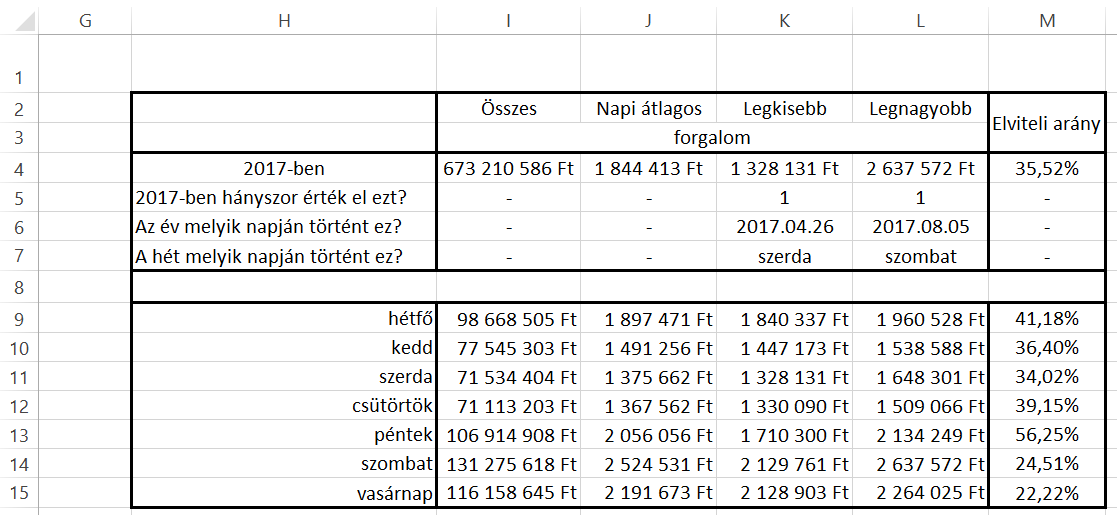 G H I J K L M
1
2 Összes Napi átlagos Legkisebb Legnagyobb Elviteli arány
3 forgalom
4 2017-ben 673 210 586 Ft 1 844 413 Ft 1 328 131 Ft 2 637 572 Ft 35,52%
5 2017-ben hányszor érték el ezt? - - 1 1 -
6 Az év melyik napján történt ez? - - 2017.04.26 2017.08.05 -
7 A hét melyik napján történt ez? - - szerda szombat -
8
9 hétfő 98 668 505 Ft 1 897 471 Ft 1 840 337 Ft 1 960 528 Ft 41,18%
10 kedd 77 545 303 Ft 1 491 256 Ft 1 447 173 Ft 1 538 588 Ft 36,40%
11 szerda 71 534 404 Ft 1 375 662 Ft 1 328 131 Ft 1 648 301 Ft 34,02%
12 csütörtök 71 113 203 Ft 1 367 562 Ft 1 330 090 Ft 1 509 066 Ft 39,15%
13 péntek 106 914 908 Ft 2 056 056 Ft 1 710 300 Ft 2 134 249 Ft 56,25%
14 szombat 131 275 618 Ft 2 524 531 Ft 2 129 761 Ft 2 637 572 Ft 24,51%
15 vasárnap 116 158 645 Ft 2 191 673 Ft 2 128 903 Ft 2 264 025 Ft 22,22%